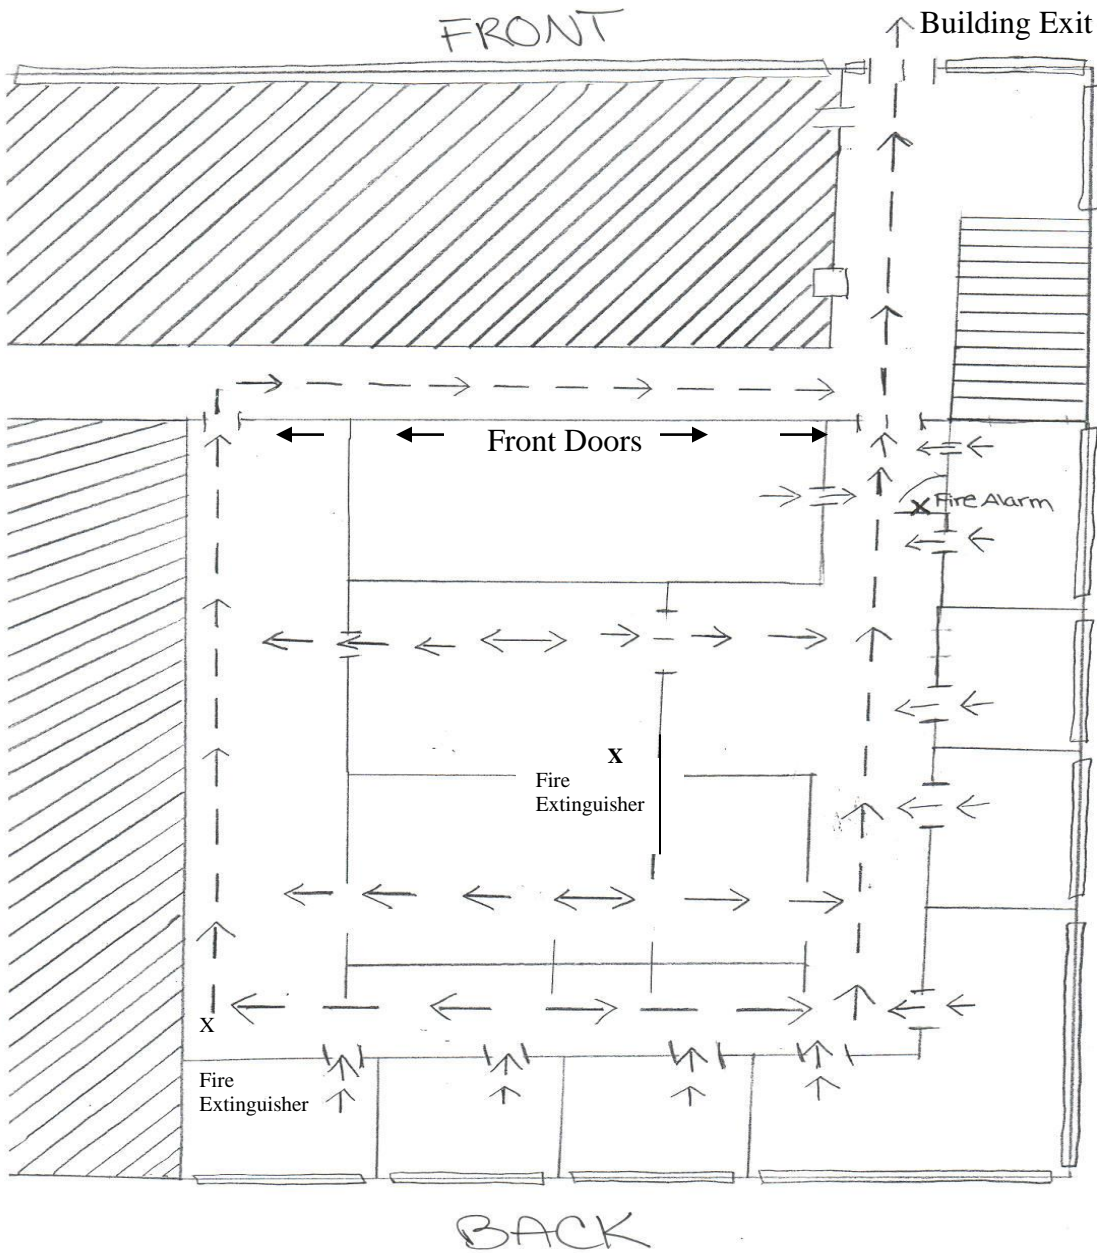 FRONT
Building Exit
Front Doors
X Fire Alarm
X
Fire
Extinguisher
X
Fire
Extinguisher
BACK